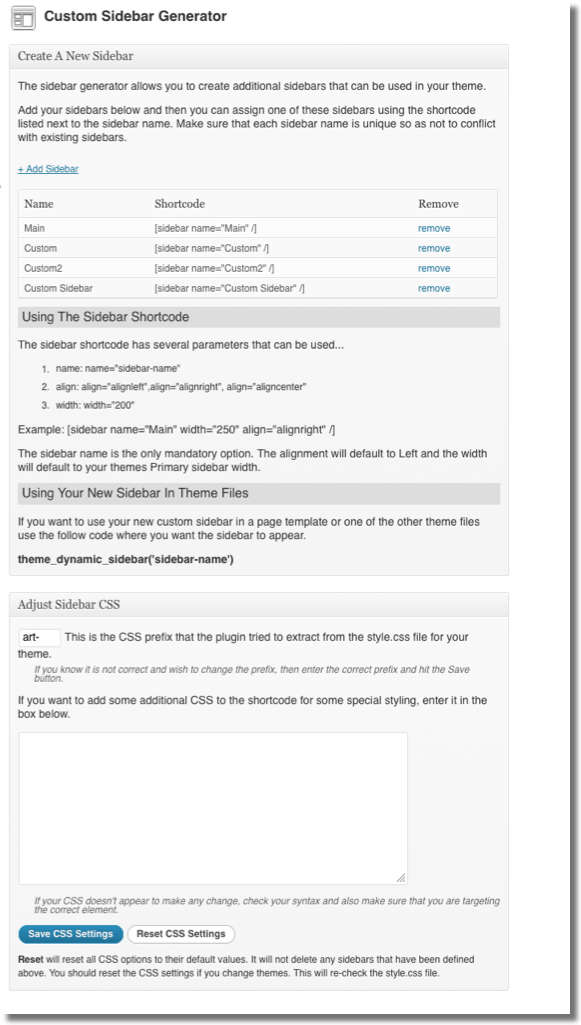 Custom Sidebar Generator
Create A New Sidebar
The sidebar generator allows you to create additional sidebars that can be used in your theme.
Add your sidebars below and then you can assign one of these sidebars using the shortcode
listed next to the sidebar name. Make sure that each sidebar name is unique so as not to conflict
with existing sidebars.
+ Add Sidebar
Name Shortcode Remove
Main [sidebar name="Main" /] remove
Custom [sidebar name="Custom" /] remove
Custom2 [sidebar name="Custom2" /] remove
Custom Sidebar [sidebar name="Custom Sidebar" /] remove
Using The Sidebar Shortcode
The sidebar shortcode has several parameters that can be used...
1. name: name="sidebar-name"
2. align: align="alignleft",align="alignright", align="aligncenter"
3. width: width="200"
Example: [sidebar name="Main" width="250" align="alignright" /]
The sidebar name is the only mandatory option. The alignment will default to Left and the width
will default to your themes Primary sidebar width.
Using Your New Sidebar In Theme Files
If you want to use your new custom sidebar in a page template or one of the other theme files
use the follow code where you want the sidebar to appear.
theme_dynamic_sidebar('sidebar-name')
Adjust Sidebar CSS
art- This is the CSS prefix that the plugin tried to extract from the style.css file for your
theme.
If you know it is not correct and wish to change the prefix, then enter the correct prefix and hit the Save
button.
If you want to add some additional CSS to the shortcode for some special styling, enter it in the
box below.
If your CSS doesn't appear to make any change, check your syntax and also make sure that you are targeting
the correct element.
Save CSS Settings Reset CSS Settings
Reset will reset all CSS options to their default values. It will not delete any sidebars that have been defined
above. You should reset the CSS settings if you change themes. This will re-check the style.css file.